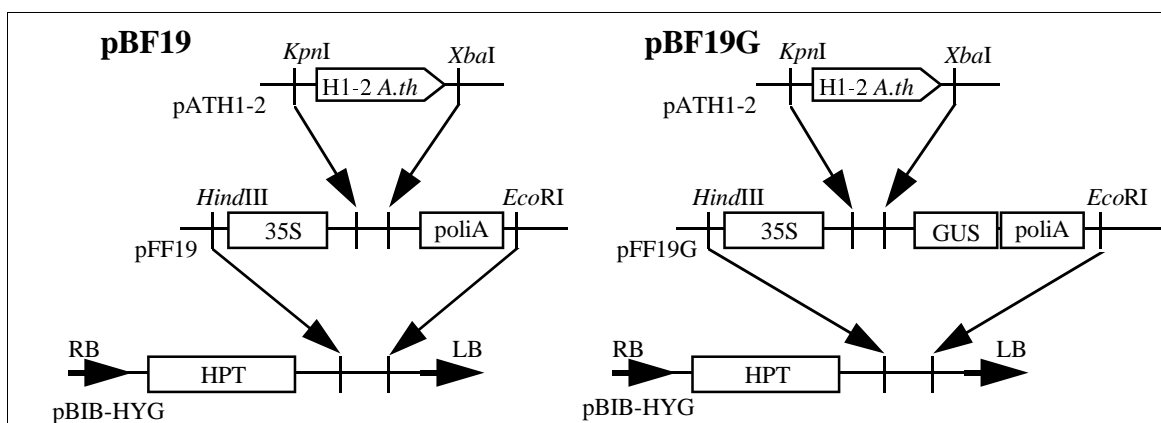 pBF19
pBF19G
KpnI
XbaI
H1-2 A.th
pATH1-2
KpnI
XbaI
H1-2 A.th
pATH1-2
HindIII
EcoRI
35S
poliA
pFF19
HindIII
EcoRI
35S
GUS
poliA
pFF19G
RB
LB
HPT
pBIB-HYG
RB
LB
HPT
pBIB-HYG